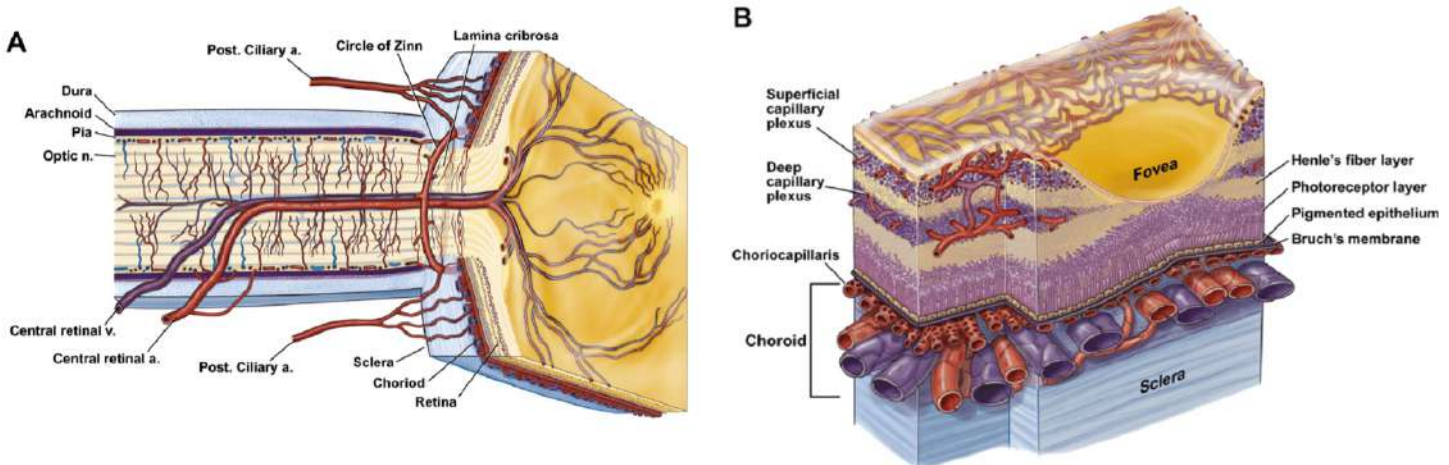 A
Post. Ciliary a.
Circle of Zinn
Lamina cribrosa
Dura
Arachnoid
Pia
Optic n.
Central retinal v.
Central retinal a.
Post. Ciliary a.
Sclera
Choriod
Retina
B
Superficial
capillary
plexus
Deep
capillary
plexus
Choriocapillaris
Choroid
Fovea
Henle's fiber layer
Photoreceptor layer
Pigmented epithelium
Bruch's membrane
Sclera